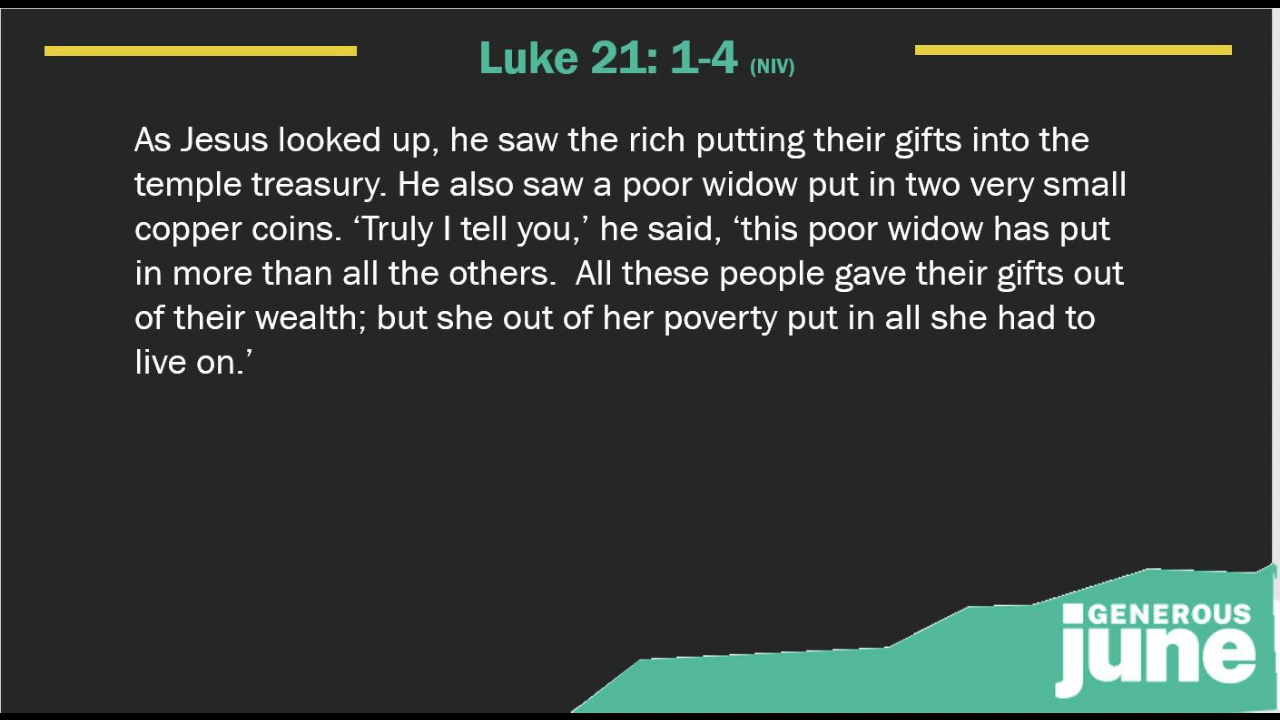 Luke 21: 1-4 (NIV)
As Jesus looked up, he saw the rich putting their gifts into the
temple treasury. He also saw a poor widow put in two very small
copper coins. ‘Truly I tell you,’ he said, ‘this poor widow has put
in more than all the others.  All these people gave their gifts out
of their wealth; but she out of her poverty put in all she had to
live on.’
GENEROUS
june